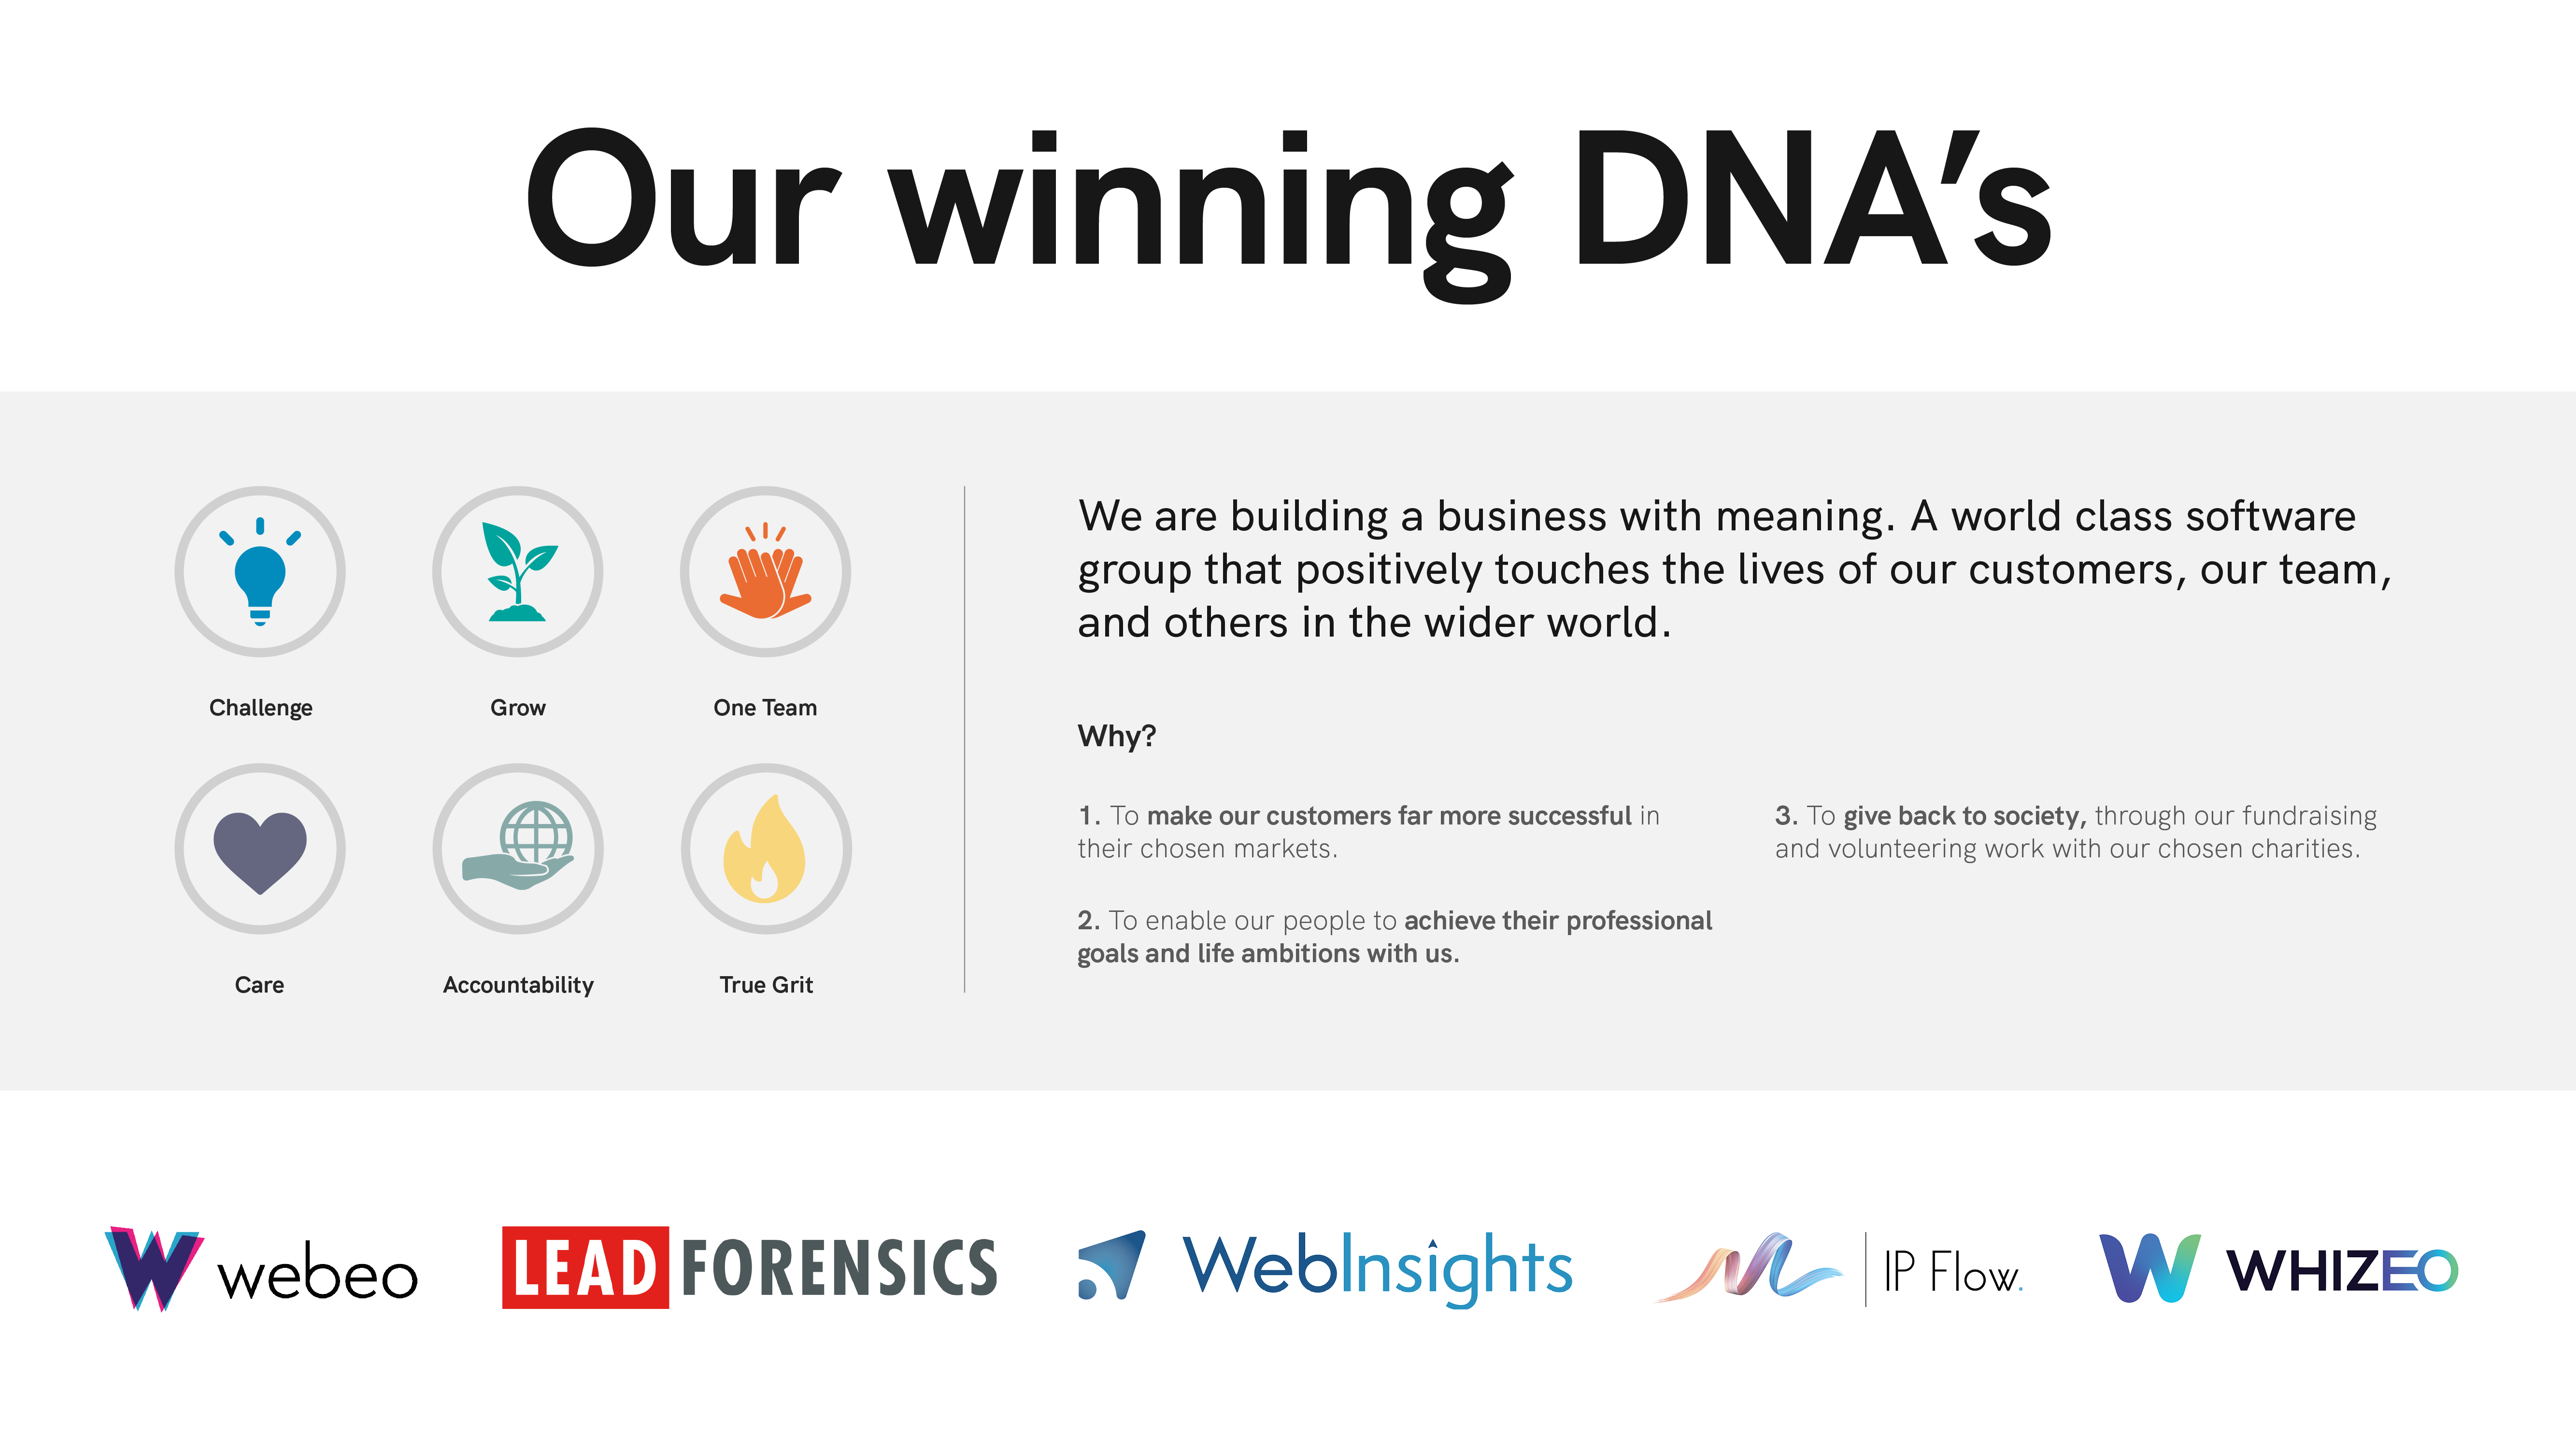 Our winning DNA’s
Challenge
Grow
One Team
Care
Accountability
True Grit
We are building a business with meaning. A world class software
group that positively touches the lives of our customers, our team,
and others in the wider world.
Why?
1. To make our customers far more successful in
their chosen markets.
2. To enable our people to achieve their professional
goals and life ambitions with us.
3. To give back to society, through our fundraising
and volunteering work with our chosen charities.
webeo
LEAD FORENSICS
WebInsights
IP Flow.
WHIZEO